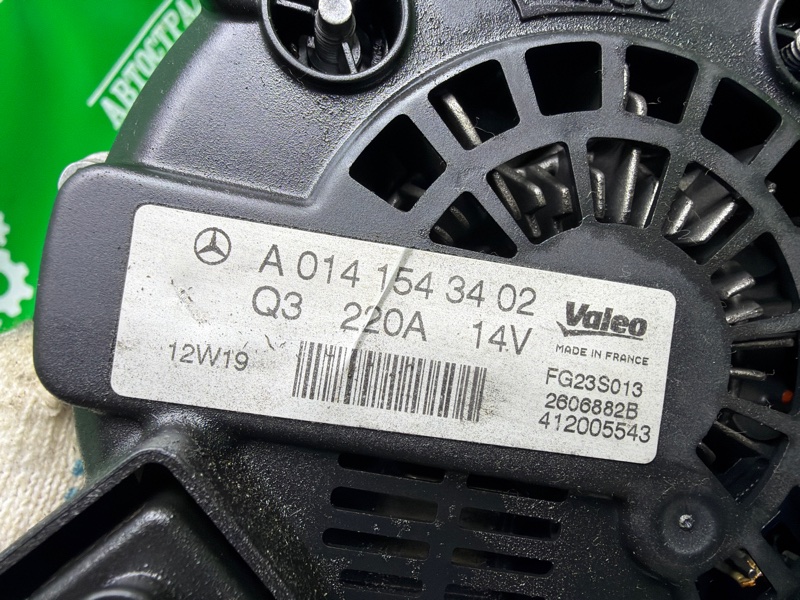 АВТОСТРА
A 014 154 34 02
Q3 220A 14V
Valeo
MADE IN FRANCE
12W19
FG23S013
2606882B
412005543